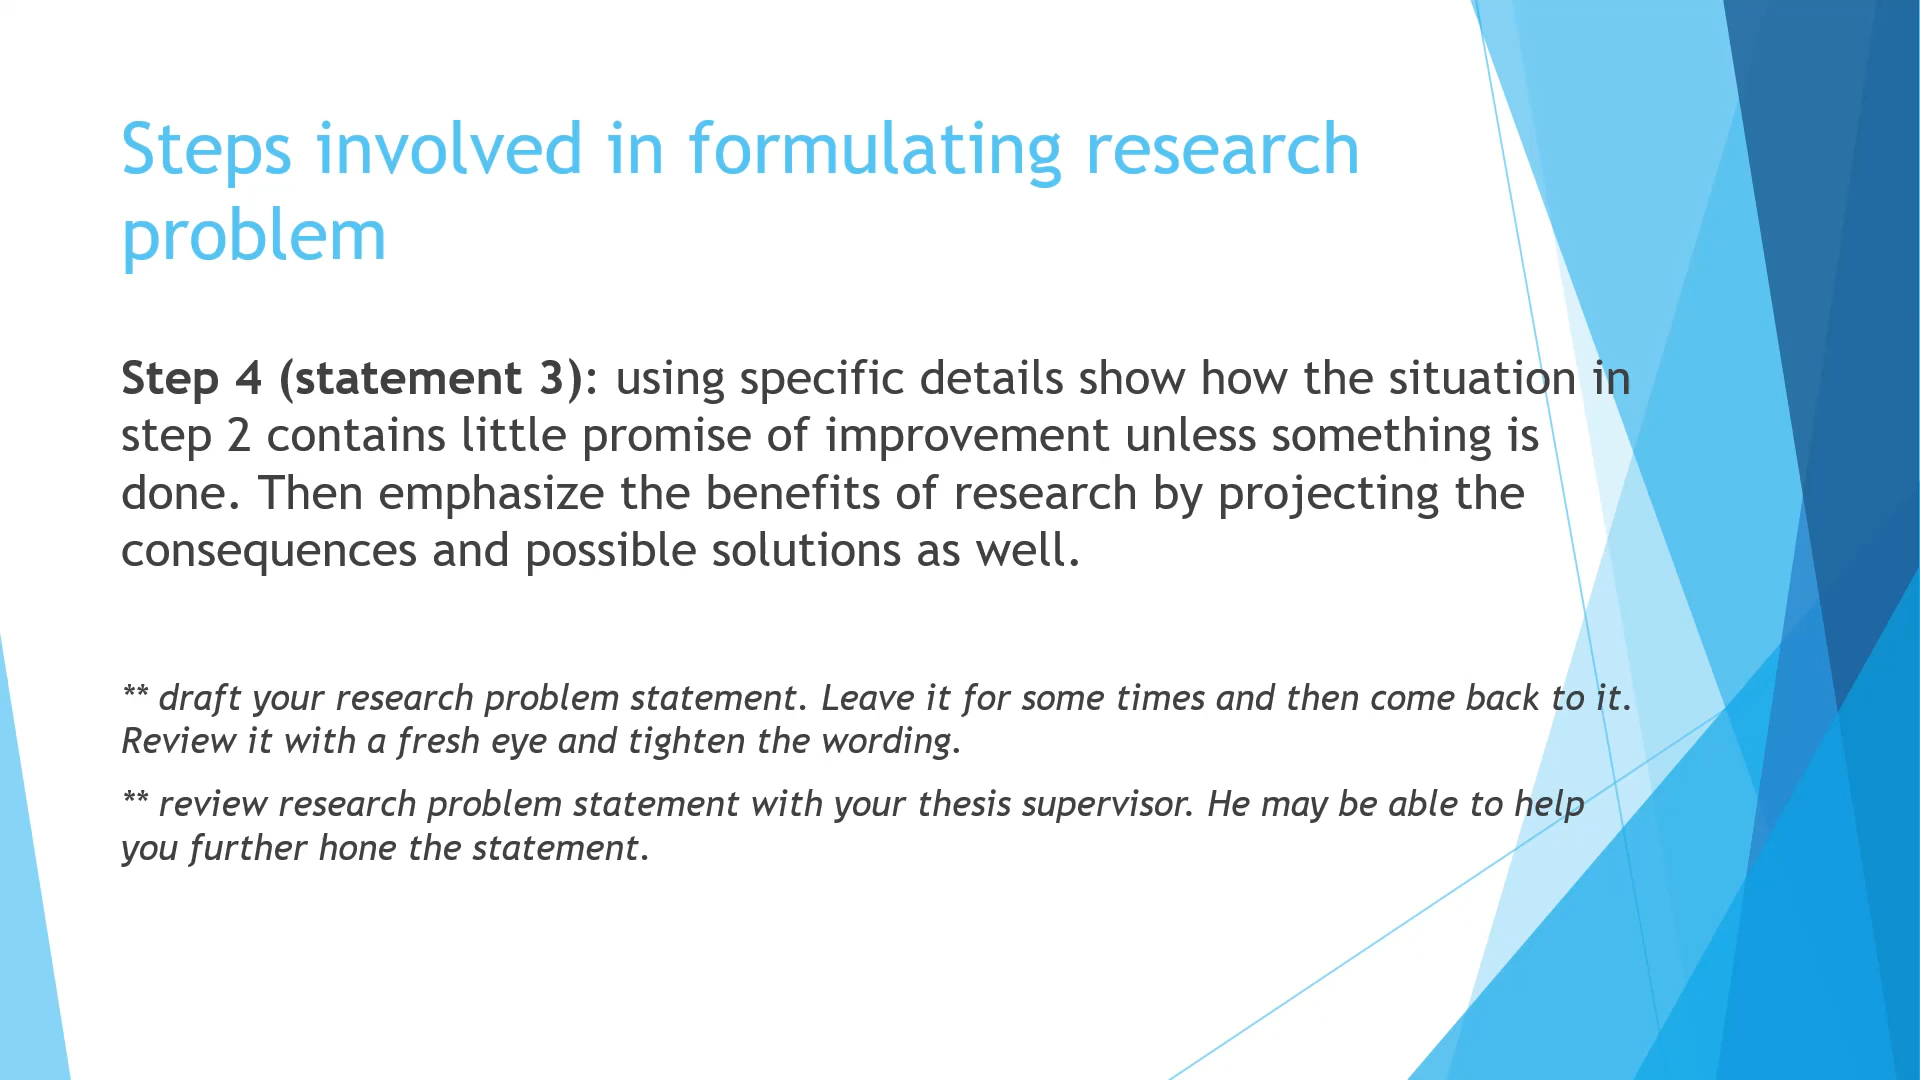 Steps involved in formulating research
problem
Step 4 (statement 3): using specific details show how the situation in
step 2 contains little promise of improvement unless something is
done. Then emphasize the benefits of research by projecting the
consequences and possible solutions as well.
** draft your research problem statement. Leave it for some times and then come back to it.
Review it with a fresh eye and tighten the wording.
** review research problem statement with your thesis supervisor. He may be able to help
you further hone the statement.